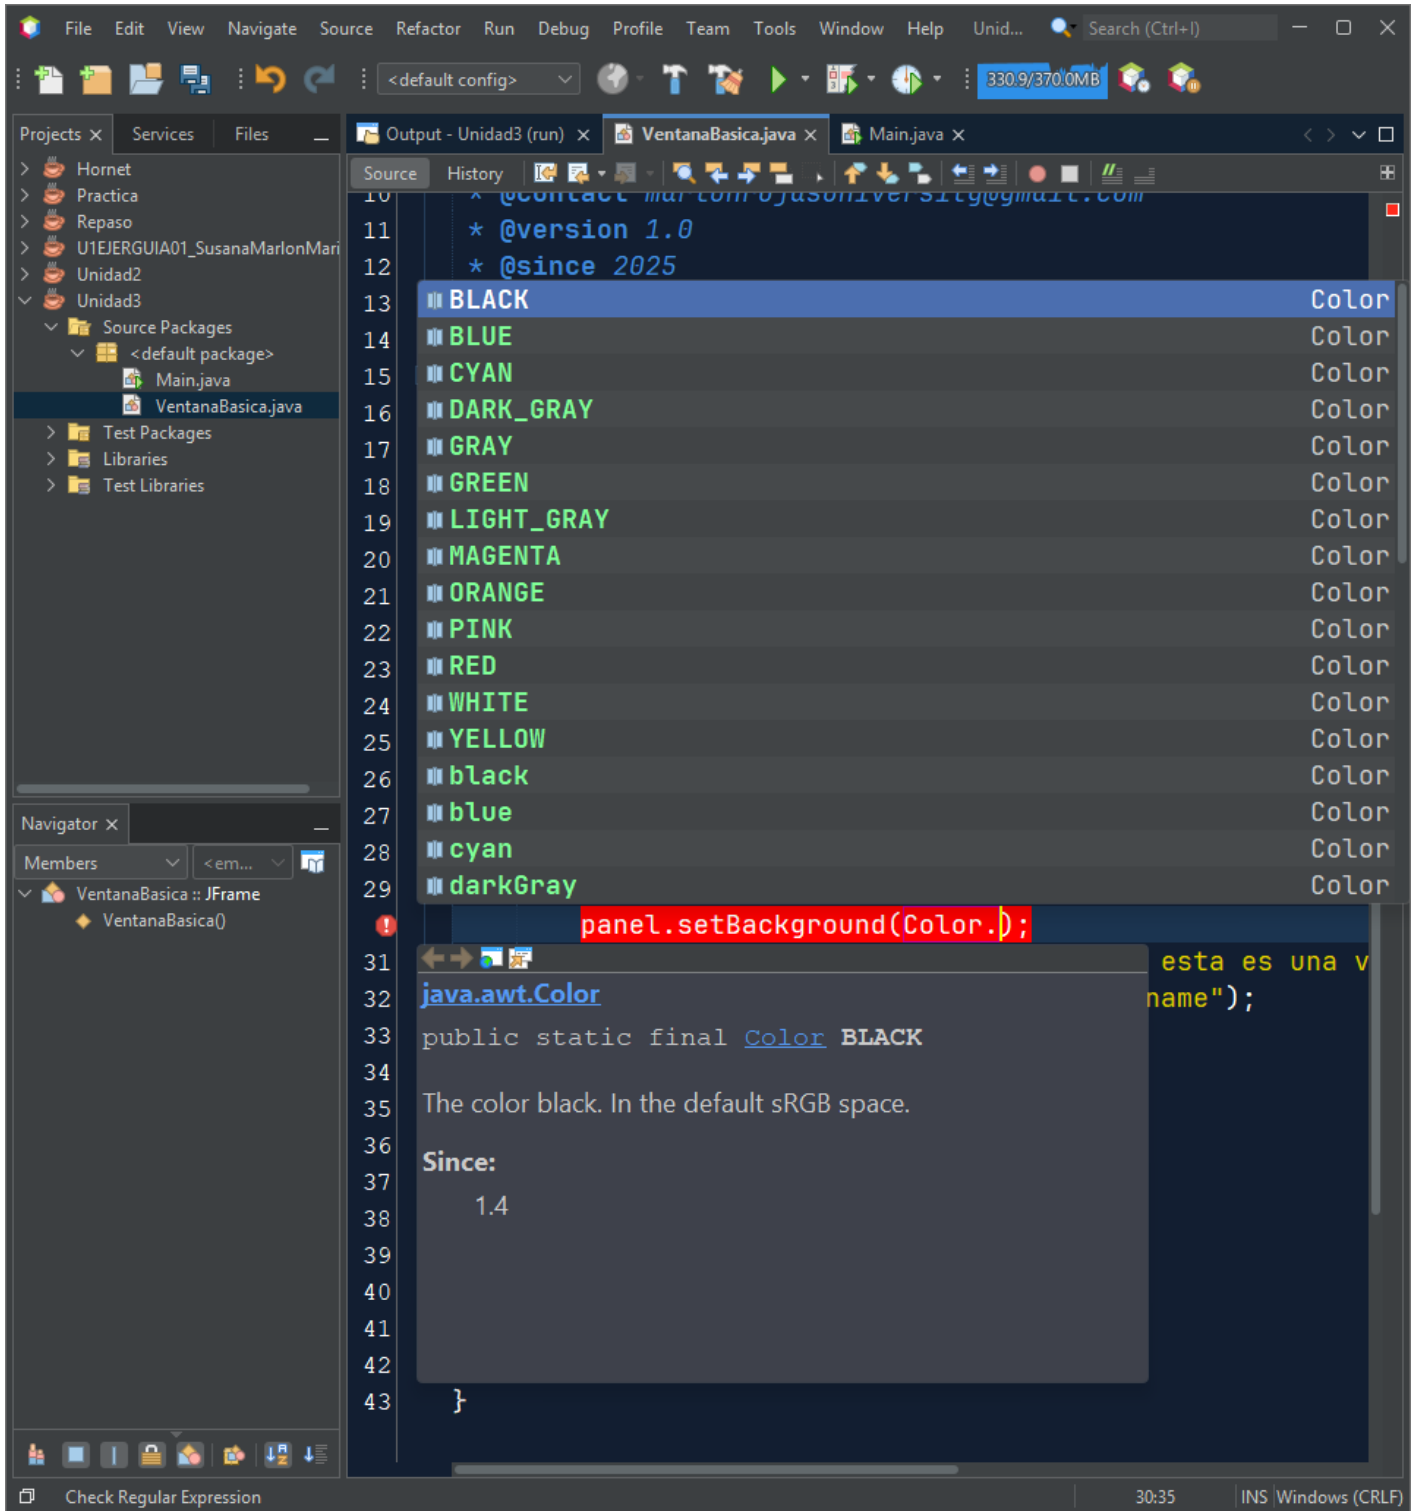 File Edit View Navigate Source Refactor Run Debug Profile Team Tools Window Help Unid... Search (Ctrl+I)
<default config> 330.9/370.0MB
Projects Services Files
Output - Unidad3 (run) VentanaBasica.java Main.java
Source History
Hornet
Practica
Repaso
U1EJERGUIA01_SusanaMarlonMari
Unidad2
Unidad3
Source Packages
<default package>
Main.java
VentanaBasica.java
Test Packages
Libraries
Test Libraries
Navigator
Members <em...
VentanaBasica :: JFrame
VentanaBasica()
10 * @contact marlonrojasuniversity@gmail.com
11 * @version 1.0
12 * @since 2025
13 BLACK Color
14 BLUE Color
15 CYAN Color
16 DARK_GRAY Color
17 GRAY Color
18 GREEN Color
19 LIGHT_GRAY Color
20 MAGENTA Color
21 ORANGE Color
22 PINK Color
23 RED Color
24 WHITE Color
25 YELLOW Color
26 black Color
27 blue Color
28 cyan Color
29 darkGray Color
panel.setBackground(Color.);
31 esta es una v
32 name");
java.awt.Color
33 public static final Color BLACK
34
35 The color black. In the default sRGB space.
36 Since:
37
38 1.4
39
40
41
42
43 }
Check Regular Expression 30:35 INS Windows (CRLF)